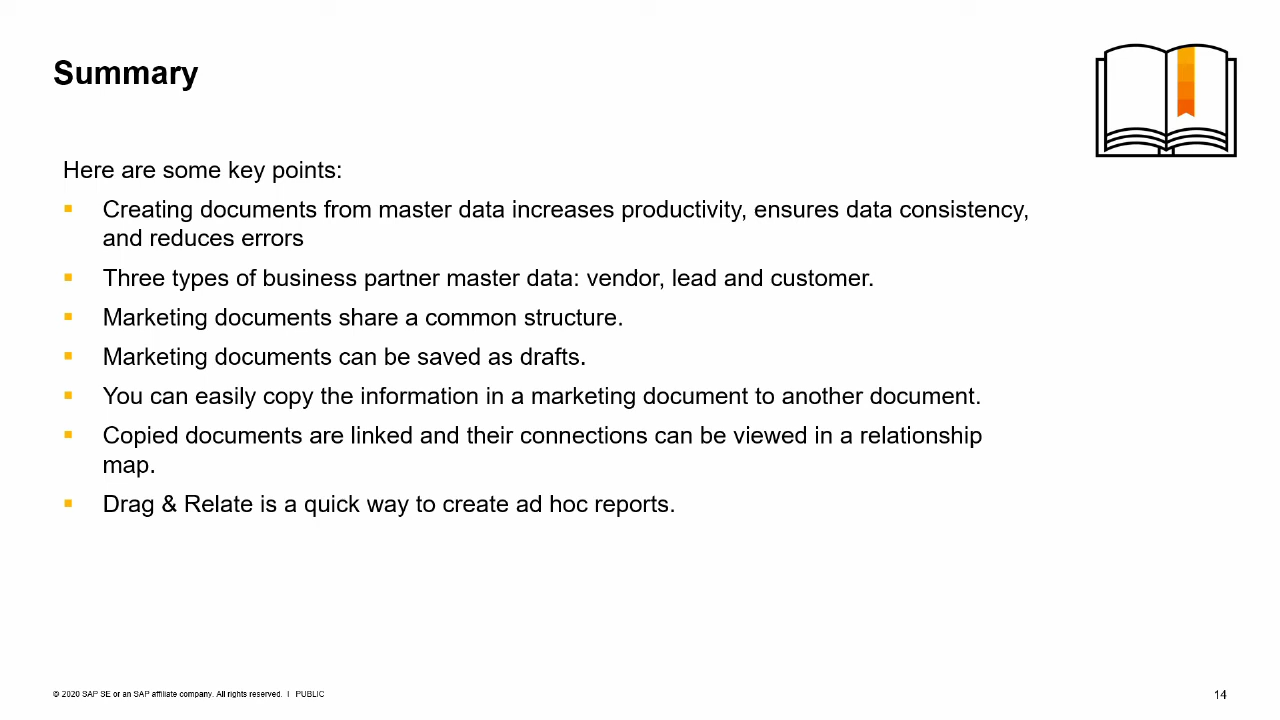 Summary
Here are some key points:
Creating documents from master data increases productivity, ensures data consistency,
and reduces errors
Three types of business partner master data: vendor, lead and customer.
Marketing documents share a common structure.
Marketing documents can be saved as drafts.
You can easily copy the information in a marketing document to another document.
Copied documents are linked and their connections can be viewed in a relationship
map.
Drag & Relate is a quick way to create ad hoc reports.
© 2020 SAP SE or an SAP affiliate company. All rights reserved. ǀ PUBLIC
14